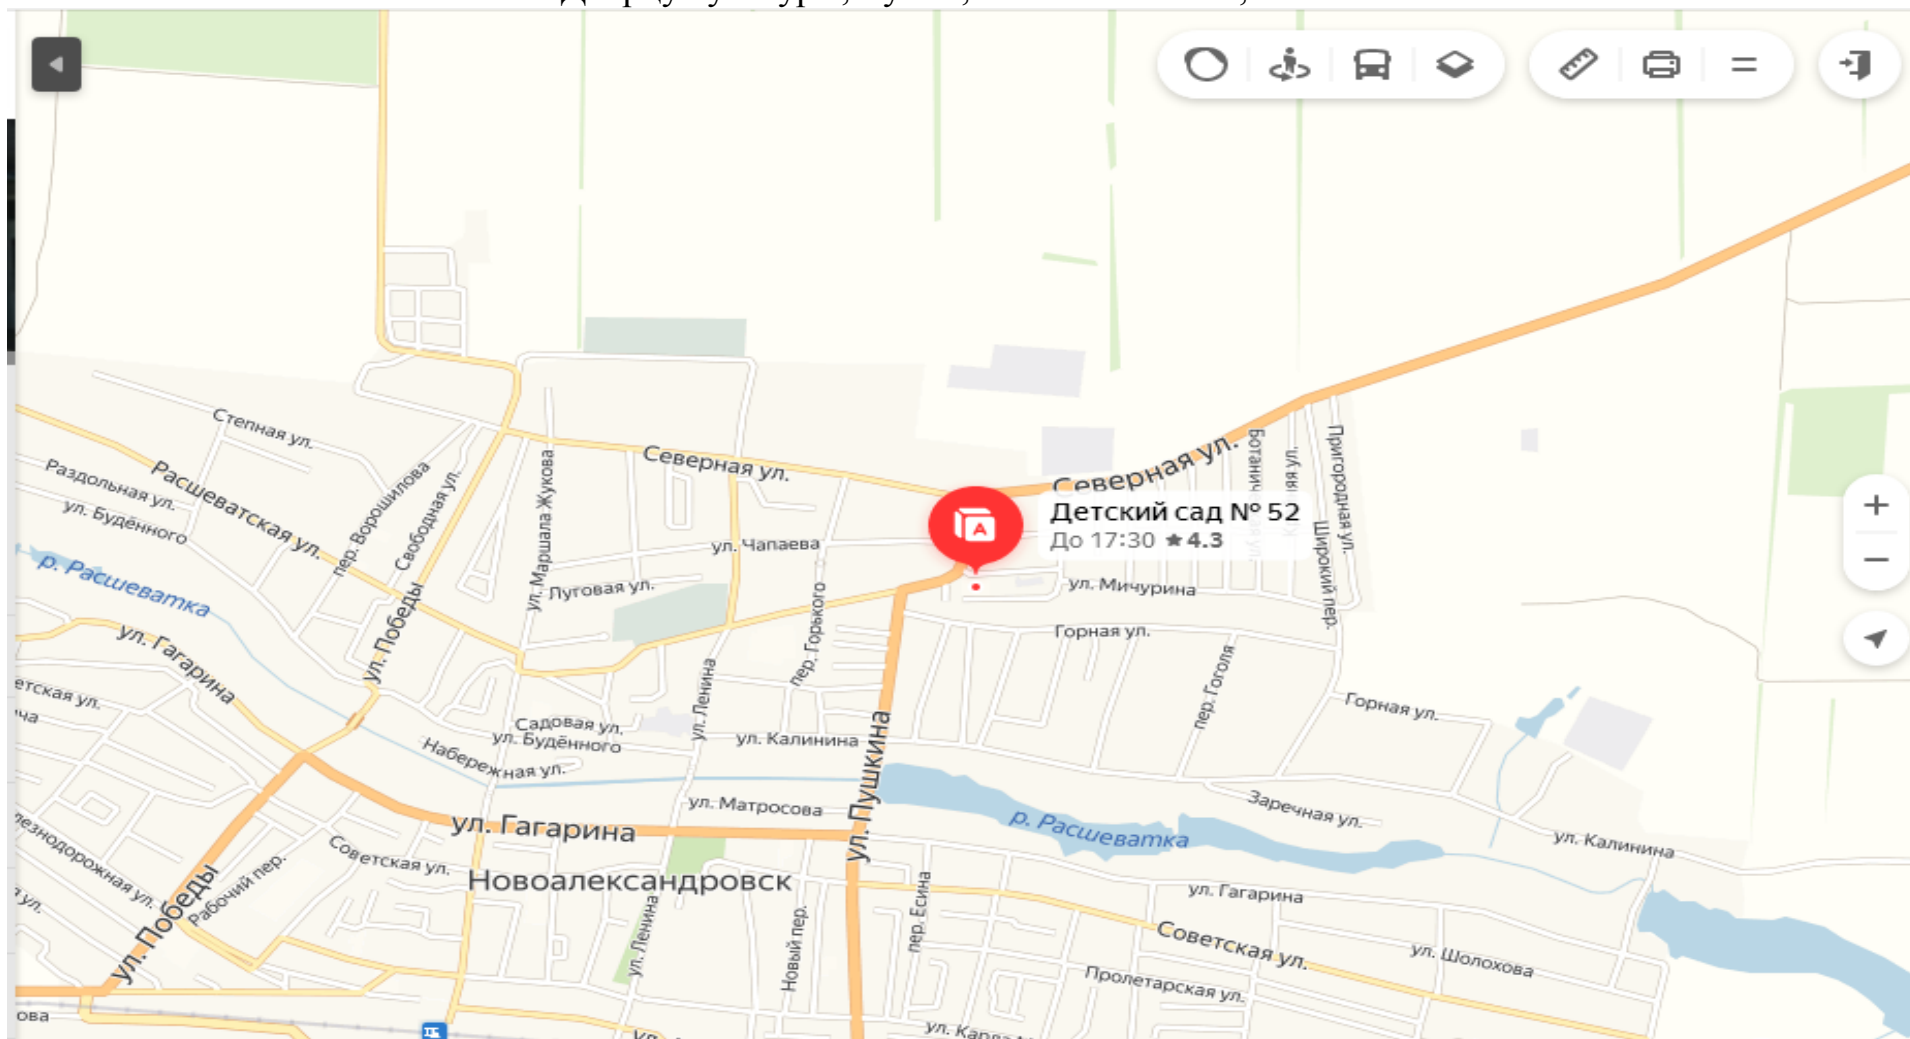 Северная ул.
Северная ул.
Степная ул.
Раздольная ул.
Расшеватская ул.
ул. Будённого
пер. Ворошилова
Свободная ул.
ул. Маршала Жукова
Пригородная ул.
Широкий пер.
Детский сад № 52
До 17:30 ★ 4.3
А
ул. Чапаева
ул. Мичурина
Луговая ул.
р. Расшеватка
ул. Победы
ул. Гагарина
пер. Горького
Горная ул.
пер. Гоголя
Горная ул.
ул. Ленина
Садовая ул.
ул. Будённого
ул. Калинина
Набережная ул.
ул. Пушкина
ул. Матросова
Заречная ул.
р. Расшеватка
ул. Гагарина
ул. Калинина
Советская ул.
Новоалександровск
Рабочий пер.
ул. Победы
ул. Ленина
Новый пер.
пер. Есина
ул. Гагарина
Советская ул.
ул. Шолохова
Пролетарская ул.